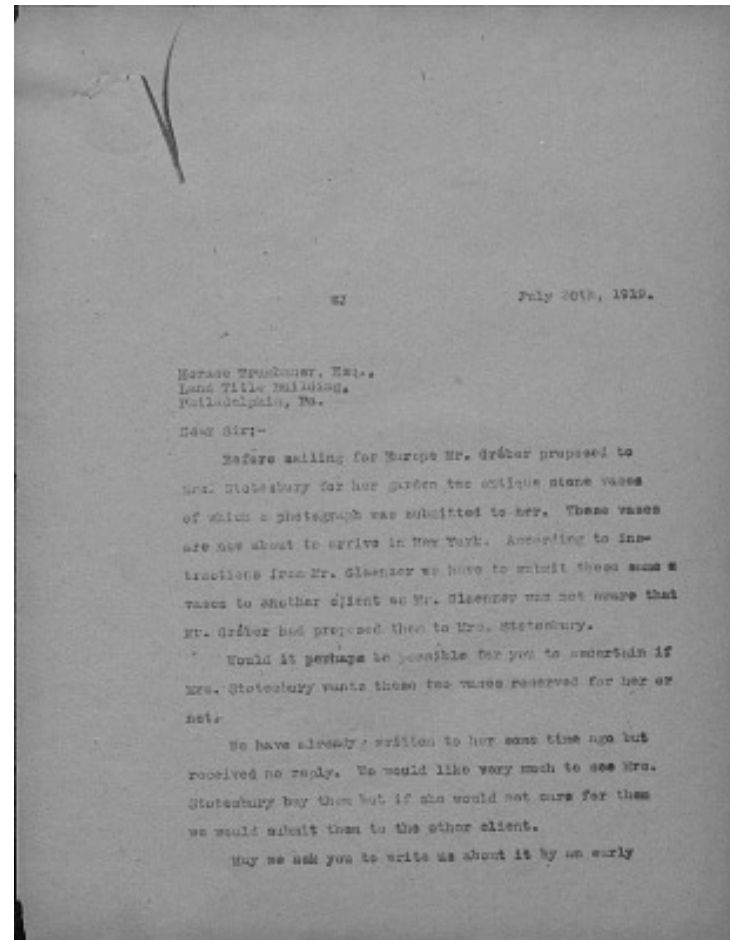 July 30th, 1919.
Horace Trumbauer, Esq.,
Land Title Building,
Philadelphia, Pa.
Dear Sir:-
Before sailing for Europe Mr. Gréber proposed to
Mrs. Stotesbury for her garden two antique stone vases
of which a photograph was submitted to her. These vases
are now about to arrive in New York. According to ins-
tructions from Mr. Glaenzer we have to submit these same
vases to another client as Mr. Glaenzer was not aware that
Mr. Gréber had proposed them to Mrs. Stotesbury.
Would it perhaps be possible for you to ascertain if
Mrs. Stotesbury wants these two vases reserved for her or
not.
We have already written to her some time ago but
received no reply. We would like very much to see Mrs.
Stotesbury buy them but if she would not care for them
we would submit them to the other client.
May we ask you to write us about it by an early